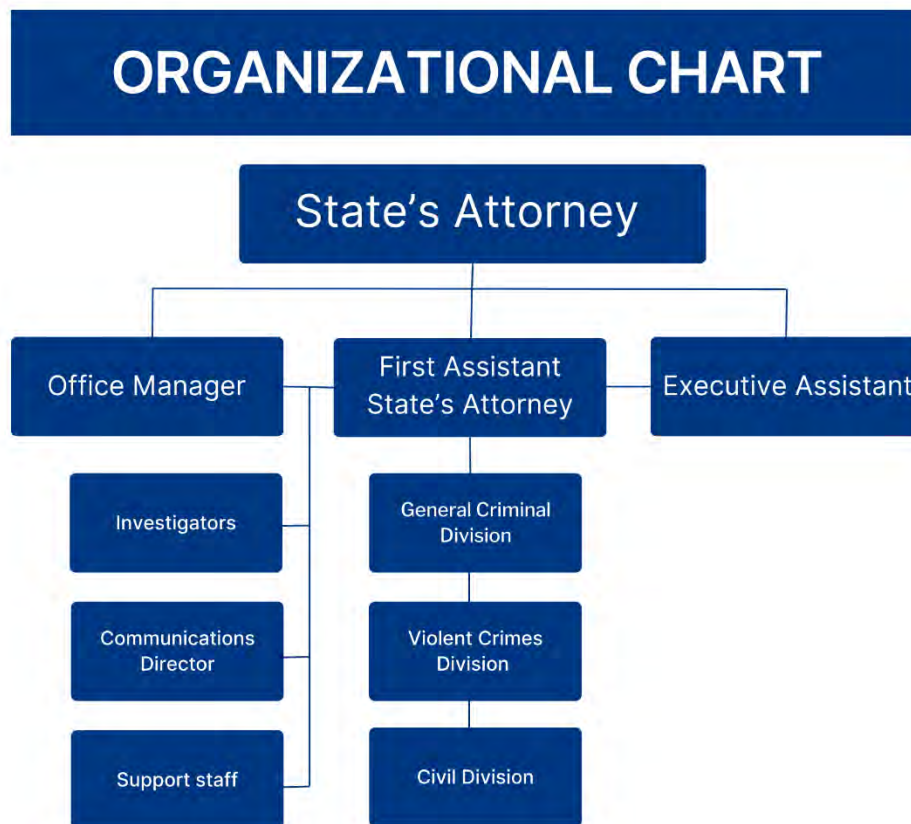 ORGANIZATIONAL CHART
State’s Attorney
Office Manager
First Assistant
State’s Attorney
Executive Assistant
Investigators
Communications
Director
Support staff
General Criminal
Division
Violent Crimes
Division
Civil Division